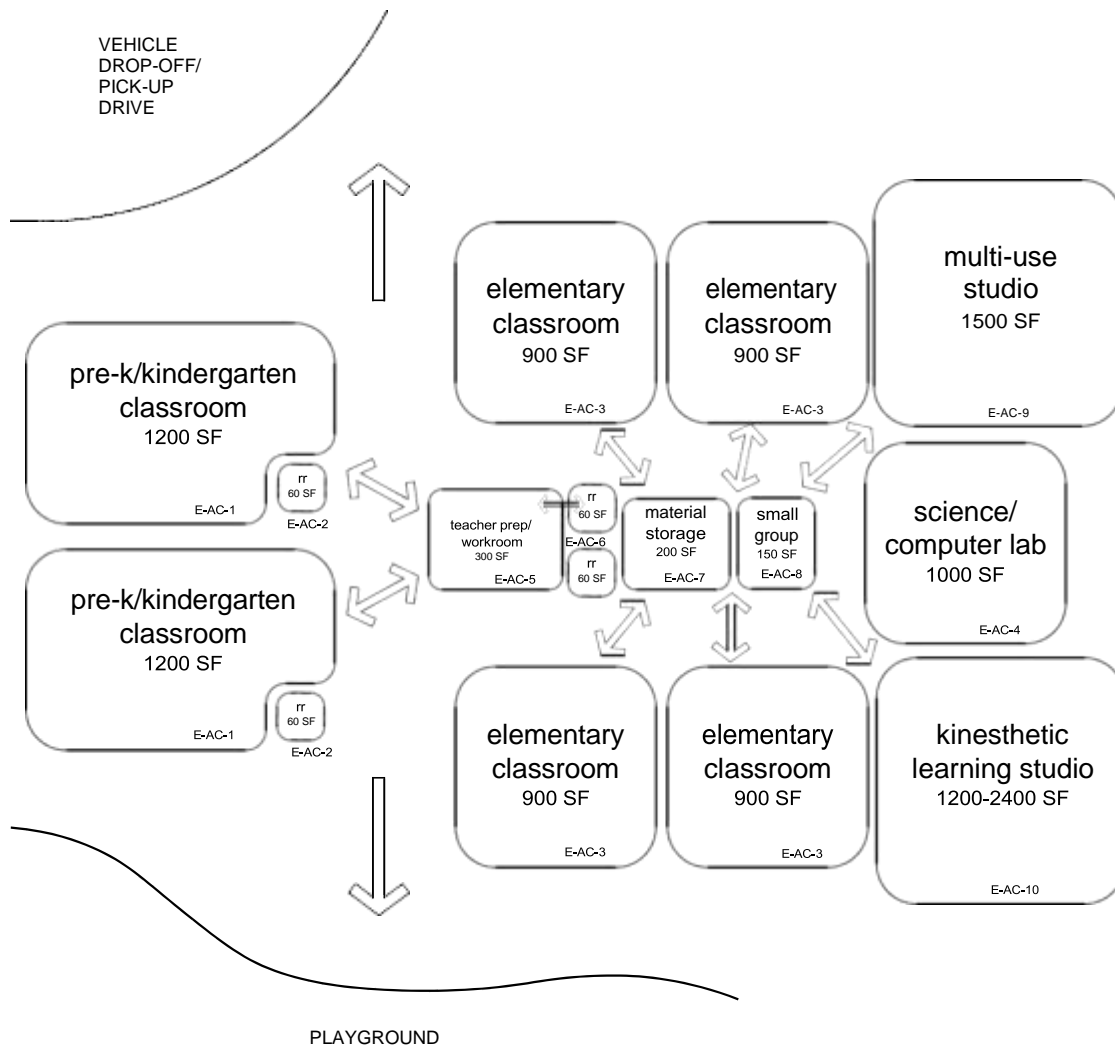 VEHICLE
DROP-OFF/
PICK-UP
DRIVE
elementary
classroom
900 SF
E-AC-3
elementary
classroom
900 SF
E-AC-3
multi-use
studio
1500 SF
E-AC-9
pre-k/kindergarten
classroom
1200 SF
E-AC-1
rr
60 SF
E-AC-2
teacher prep/
workroom
300 SF
E-AC-5
rr
60 SF
E-AC-6
rr
60 SF
material
storage
200 SF
E-AC-7
small
group
150 SF
E-AC-8
science/
computer lab
1000 SF
E-AC-4
pre-k/kindergarten
classroom
1200 SF
E-AC-1
rr
60 SF
E-AC-2
elementary
classroom
900 SF
E-AC-3
elementary
classroom
900 SF
E-AC-3
kinesthetic
learning studio
1200-2400 SF
E-AC-10
PLAYGROUND